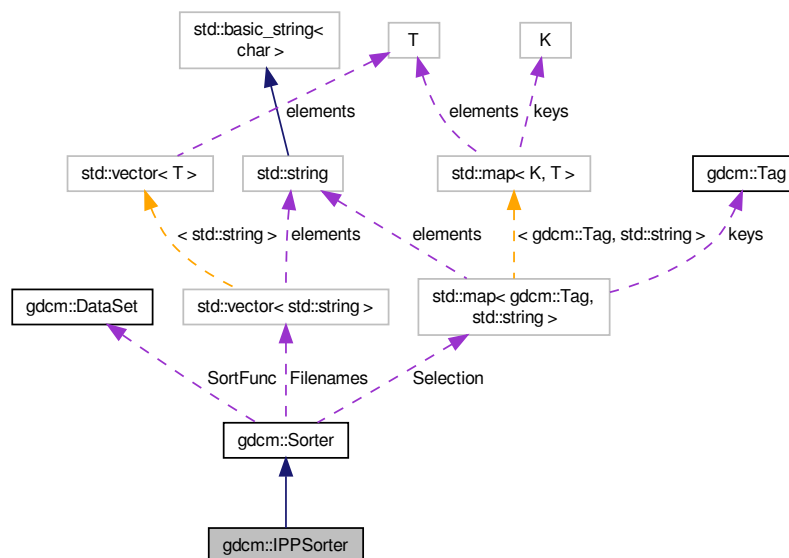 std::basic_string<
char >
T
K
elements
elements
keys
std::vector< T >
std::string
std::map< K, T >
gdcm::Tag
< std::string >
elements
elements
< gdcm::Tag, std::string >
keys
gdcm::DataSet
std::vector< std::string >
std::map< gdcm::Tag,
std::string >
SortFunc
Filenames
Selection
gdcm::Sorter
gdcm::IPPSorter